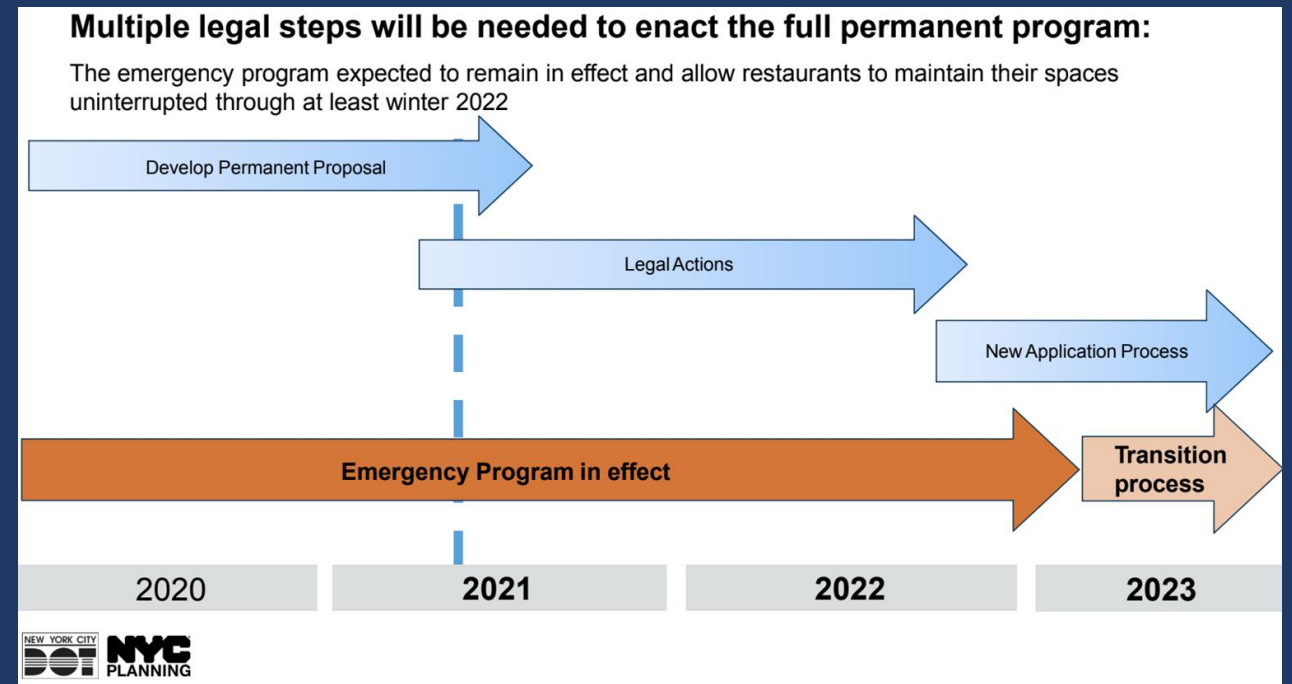 Multiple legal steps will be needed to enact the full permanent program:
The emergency program expected to remain in effect and allow restaurants to maintain their spaces
uninterrupted through at least winter 2022
Develop Permanent Proposal
Legal Actions
New Application Process
Emergency Program in effect
Transition
process
2020
2021
2022
2023
NEW YORK CITY
DOT
NYC
PLANNING